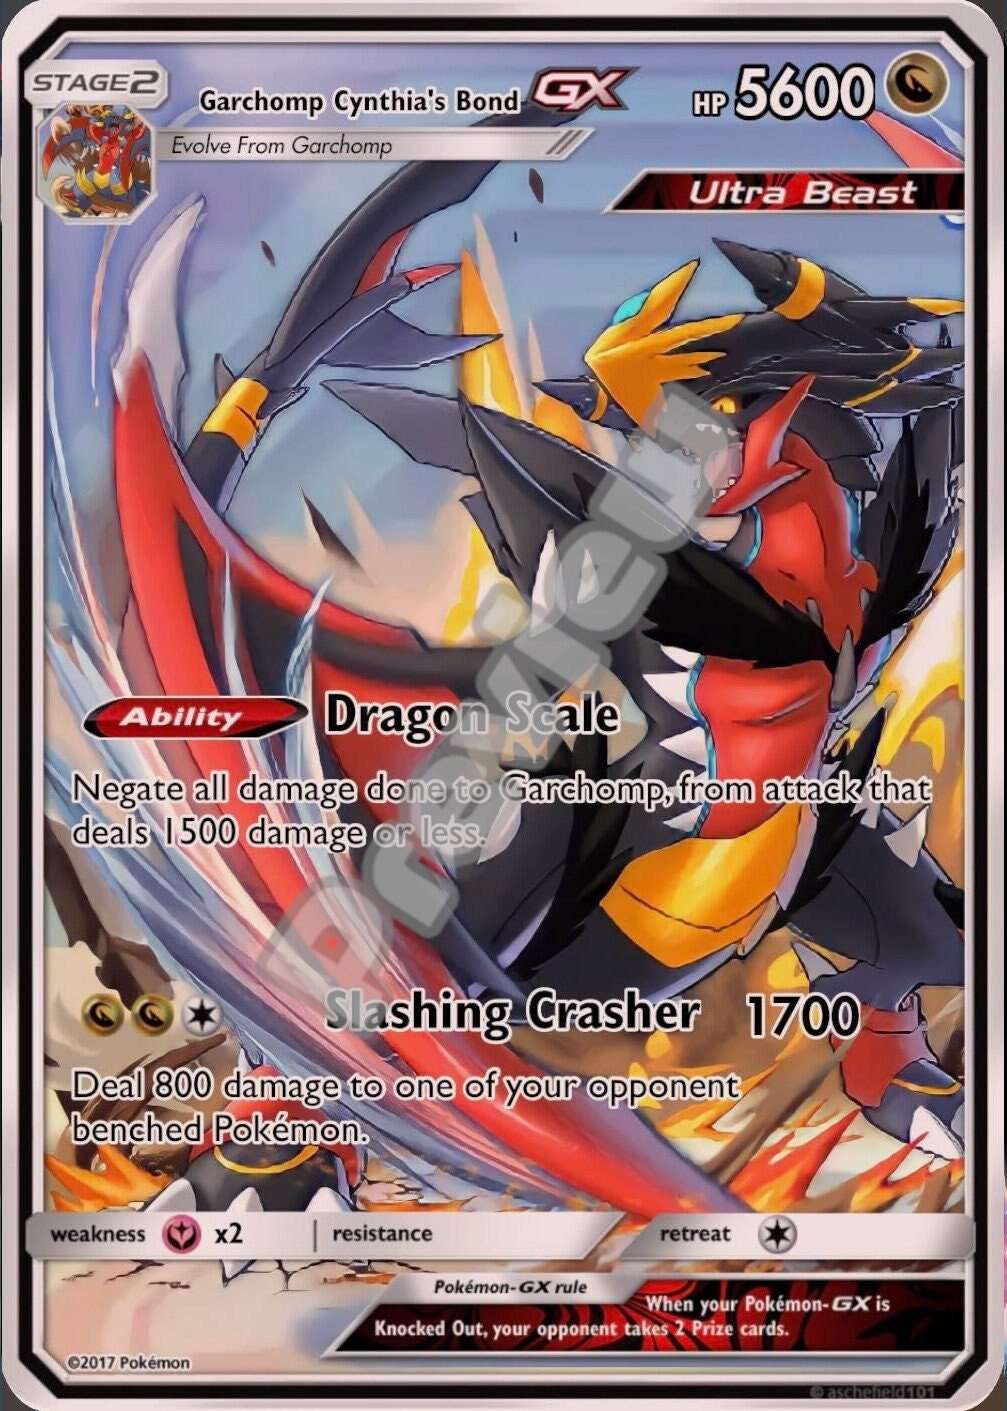 STAGE2
Garchomp Cynthia's Bond GX HP 5600
Evolve From Garchomp
Ultra Beast
Preview
Ability Dragon Scale
Negate all damage done to Garchomp, from attack that
deals 1500 damage or less.
Slashing Crasher 1700
Deal 800 damage to one of your opponent
benched Pokémon.
weakness x2 resistance retreat
Pokémon-GX rule
When your Pokémon-GX is
Knocked Out, your opponent takes 2 Prize cards.
©2017 Pokémon
© aschefield101